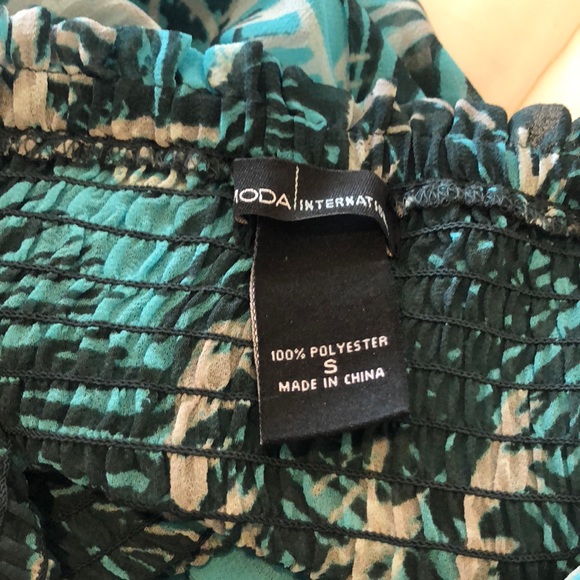 MODA INTERNAT
100% POLYESTER
S
MADE IN CHINA